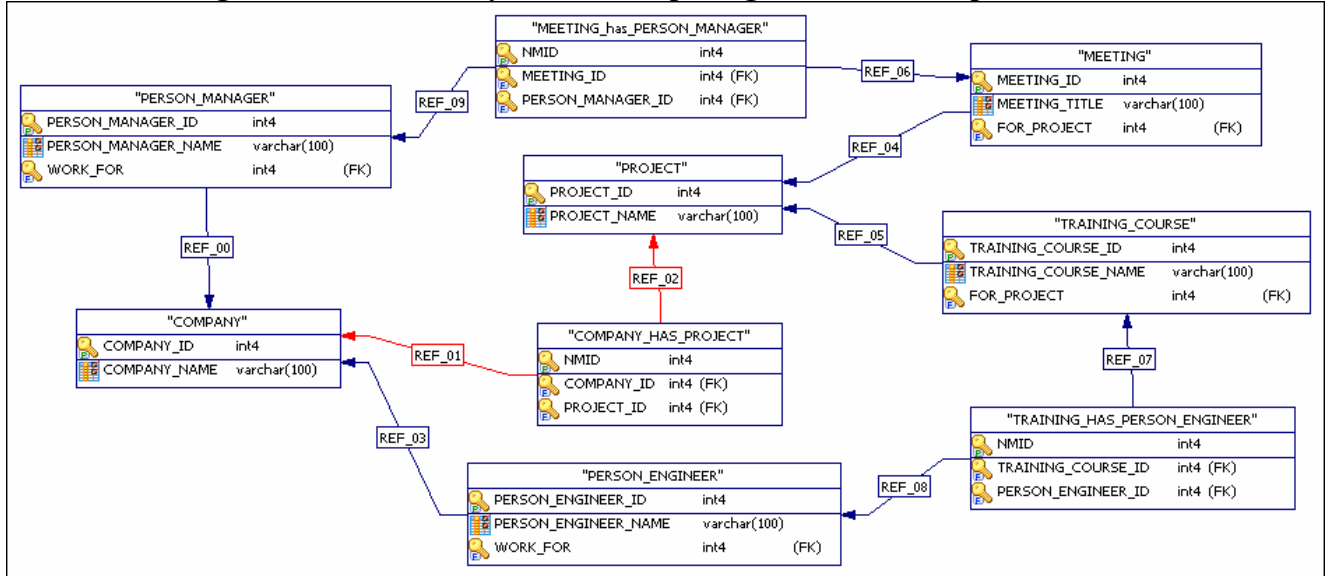 "MEETING_has_PERSON_MANAGER"
NMID int4
MEETING_ID int4 (FK)
PERSON_MANAGER_ID int4 (FK)
REF_06
"MEETING"
MEETING_ID int4
MEETING_TITLE varchar(100)
FOR_PROJECT int4 (FK)
"PERSON_MANAGER"
PERSON_MANAGER_ID int4
PERSON_MANAGER_NAME varchar(100)
WORK_FOR int4 (FK)
REF_09
REF_04
"PROJECT"
PROJECT_ID int4
PROJECT_NAME varchar(100)
REF_05
"TRAINING_COURSE"
TRAINING_COURSE_ID int4
TRAINING_COURSE_NAME varchar(100)
FOR_PROJECT int4 (FK)
REF_00
REF_02
"COMPANY"
COMPANY_ID int4
COMPANY_NAME varchar(100)
REF_01
"COMPANY_HAS_PROJECT"
NMID int4
COMPANY_ID int4 (FK)
PROJECT_ID int4 (FK)
REF_07
REF_03
"TRAINING_HAS_PERSON_ENGINEER"
NMID int4
TRAINING_COURSE_ID int4 (FK)
PERSON_ENGINEER_ID int4 (FK)
"PERSON_ENGINEER"
PERSON_ENGINEER_ID int4
PERSON_ENGINEER_NAME varchar(100)
WORK_FOR int4 (FK)
REF_08